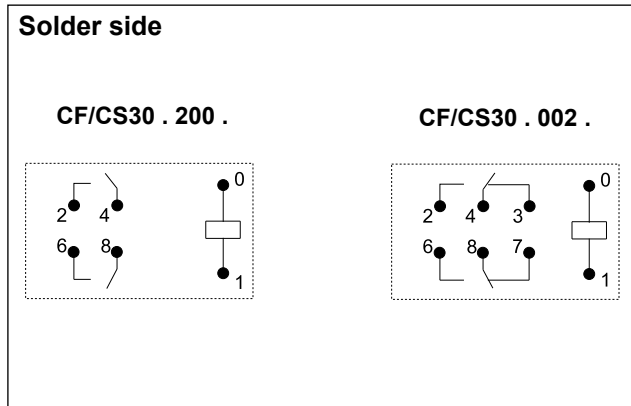 Solder side
CF/CS30 . 200 .
CF/CS30 . 002 .
2 4 0
6 8 1
2 4 3 0
6 8 7 1